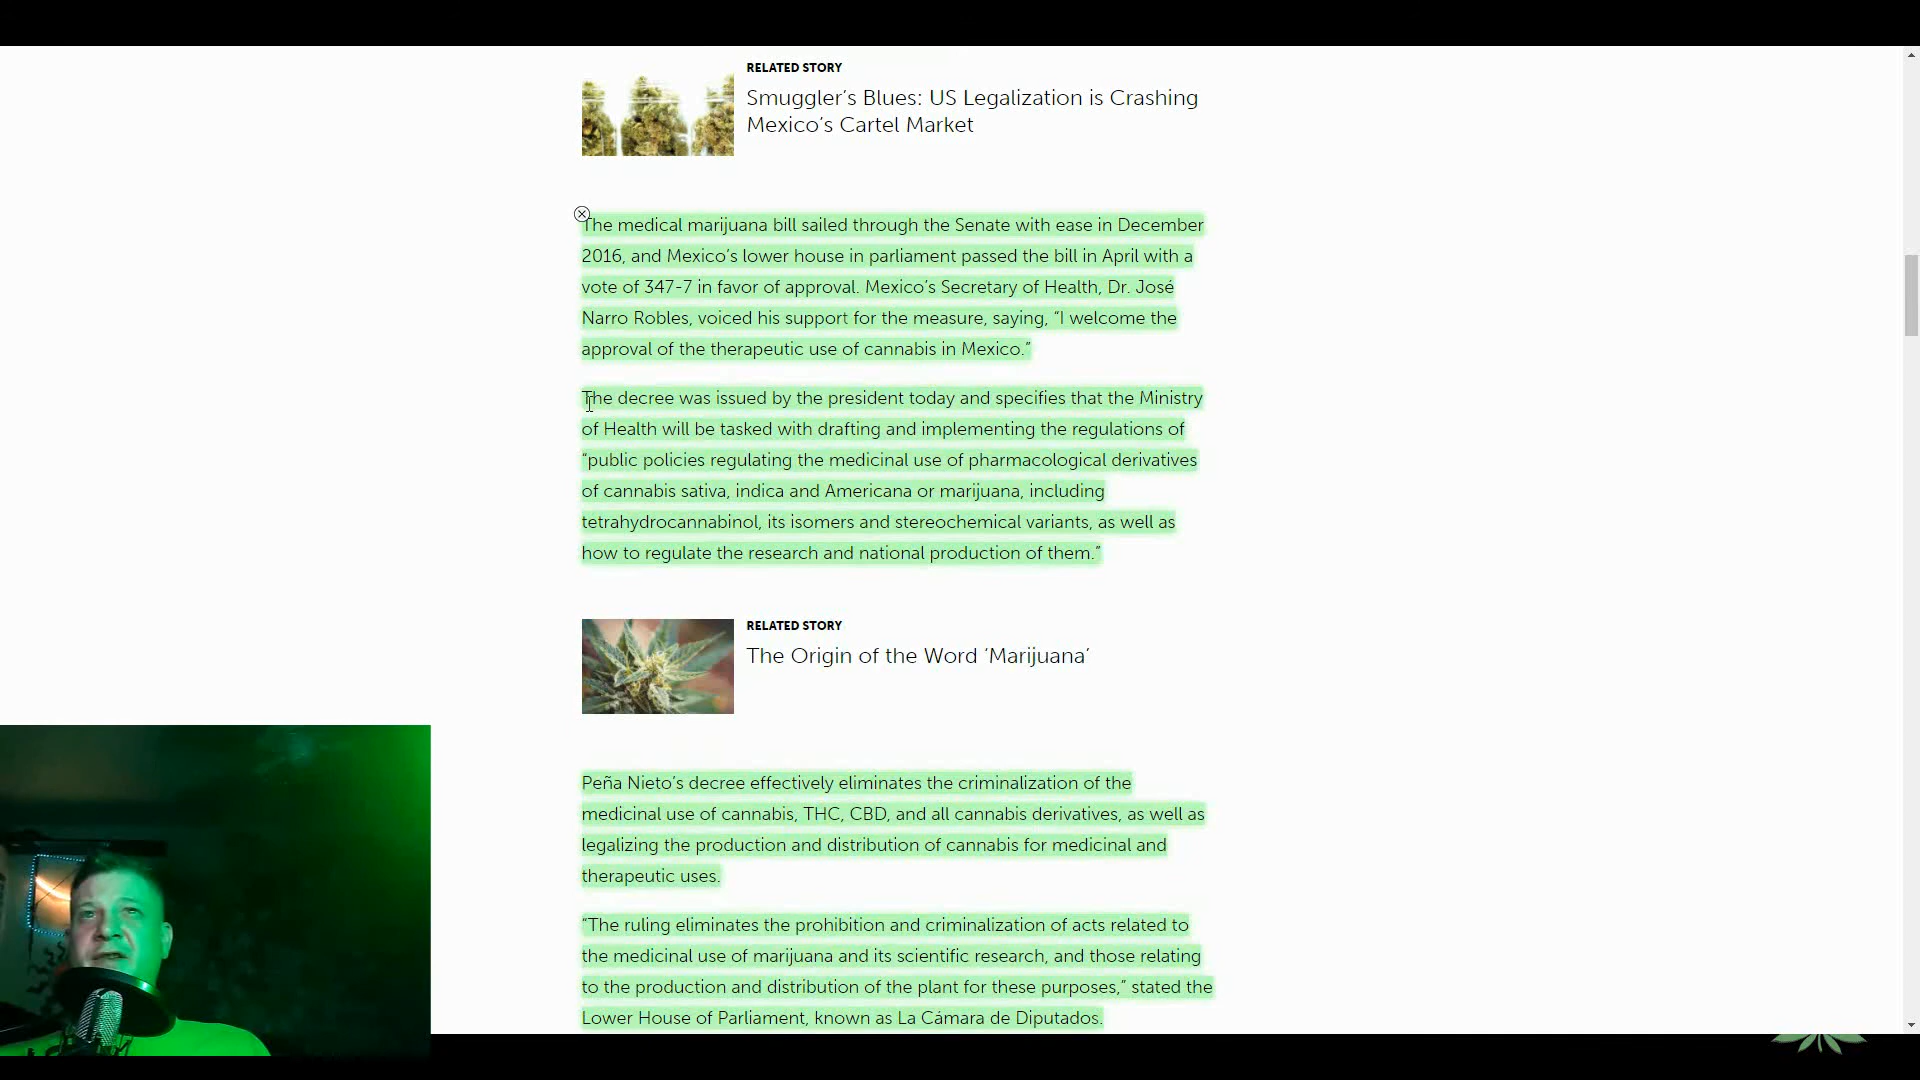 RELATED STORY
Smuggler’s Blues: US Legalization is Crashing
Mexico’s Cartel Market
The medical marijuana bill sailed through the Senate with ease in December
2016, and Mexico’s lower house in parliament passed the bill in April with a
vote of 347-7 in favor of approval. Mexico’s Secretary of Health, Dr. José
Narro Robles, voiced his support for the measure, saying, “I welcome the
approval of the therapeutic use of cannabis in Mexico.”
The decree was issued by the president today and specifies that the Ministry
of Health will be tasked with drafting and implementing the regulations of
“public policies regulating the medicinal use of pharmacological derivatives
of cannabis sativa, indica and Americana or marijuana, including
tetrahydrocannabinol, its isomers and stereochemical variants, as well as
how to regulate the research and national production of them.”
RELATED STORY
The Origin of the Word ‘Marijuana’
Peña Nieto’s decree effectively eliminates the criminalization of the
medicinal use of cannabis, THC, CBD, and all cannabis derivatives, as well as
legalizing the production and distribution of cannabis for medicinal and
therapeutic uses.
“The ruling eliminates the prohibition and criminalization of acts related to
the medicinal use of marijuana and its scientific research, and those relating
to the production and distribution of the plant for these purposes,” stated the
Lower House of Parliament, known as La Cámara de Diputados.